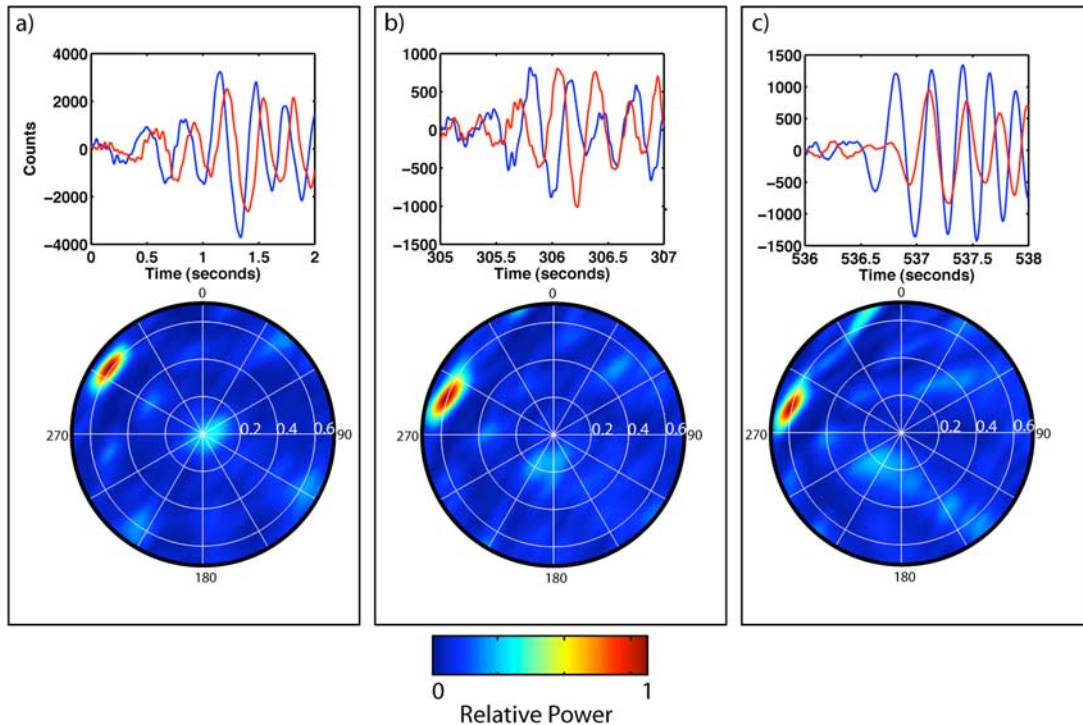 a)
4000
2000
0
−2000
−4000
Counts
0 0.5 1 1.5 2
Time (seconds)
0
270
0.2 0.4 0.6
90
180
b)
1000
500
0
−500
−1000
−1500
305 305.5 306 306.5 307
Time (seconds)
0
270
0.2 0.4 0.6
90
180
c)
1500
1000
500
0
−500
−1000
−1500
536 536.5 537 537.5 538
Time (seconds)
0
270
0.2 0.4 0.6
90
180
0 1
Relative Power